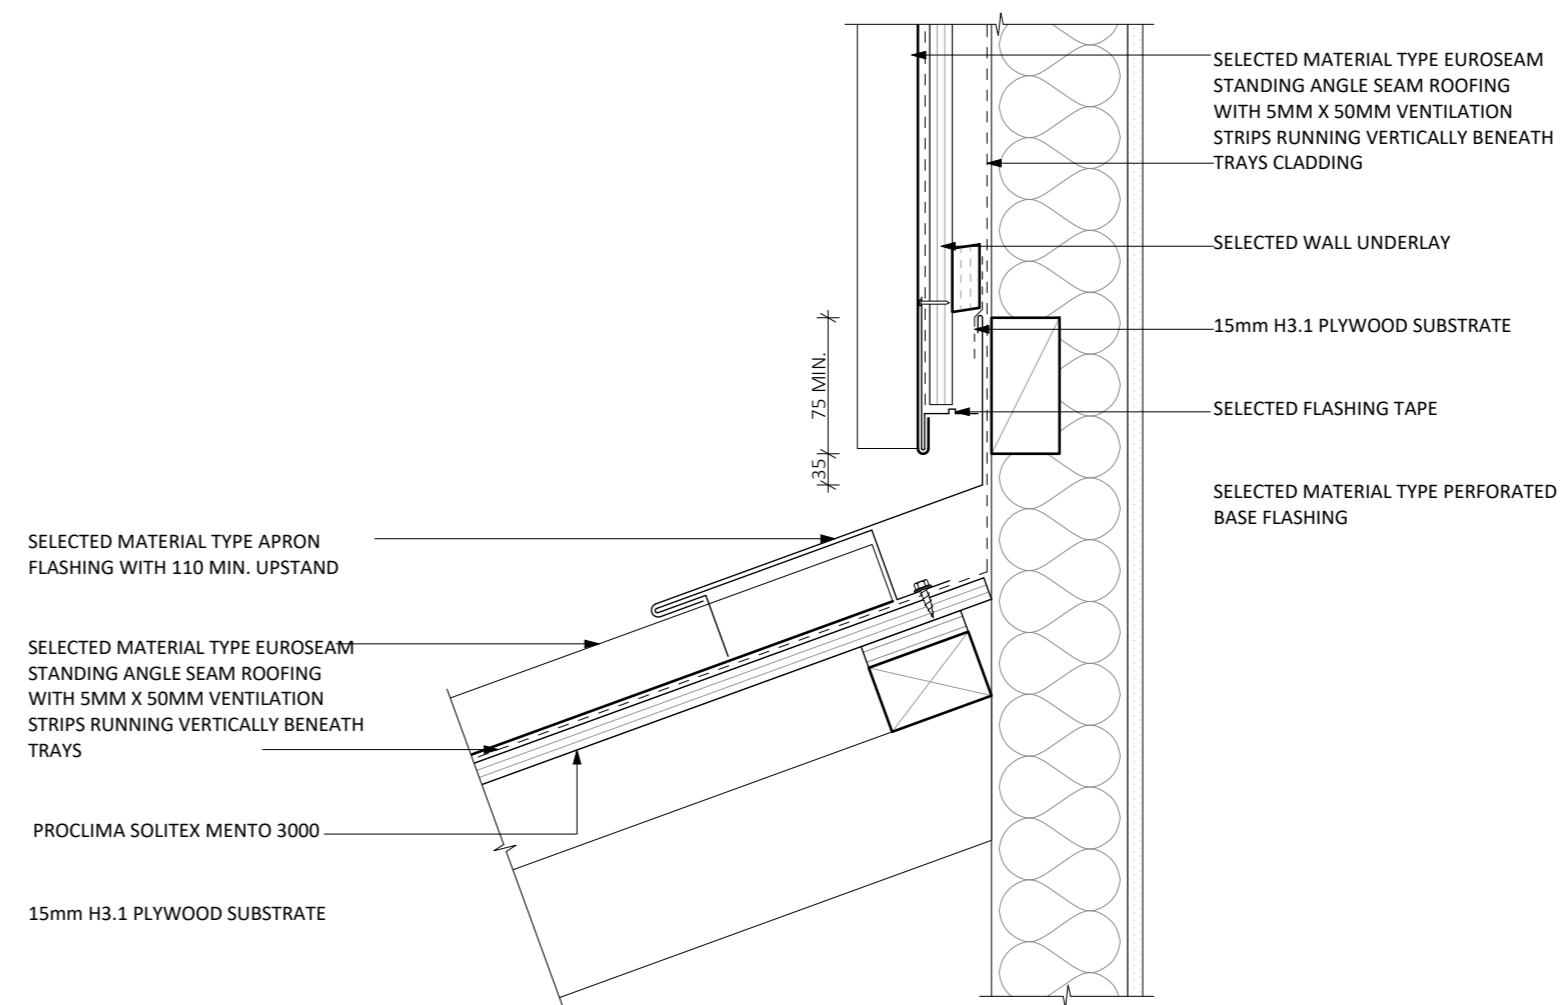 SELECTED MATERIAL TYPE EUROSEAM
STANDING ANGLE SEAM ROOFING
WITH 5MM X 50MM VENTILATION
STRIPS RUNNING VERTICALLY BENEATH
TRAYS CLADDING
SELECTED WALL UNDERLAY
15mm H3.1 PLYWOOD SUBSTRATE
SELECTED FLASHING TAPE
SELECTED MATERIAL TYPE PERFORATED
BASE FLASHING
75 MIN.
35
SELECTED MATERIAL TYPE APRON
FLASHING WITH 110 MIN. UPSTAND
SELECTED MATERIAL TYPE EUROSEAM
STANDING ANGLE SEAM ROOFING
WITH 5MM X 50MM VENTILATION
STRIPS RUNNING VERTICALLY BENEATH
TRAYS
PROCLIMA SOLITEX MENTO 3000
15mm H3.1 PLYWOOD SUBSTRATE